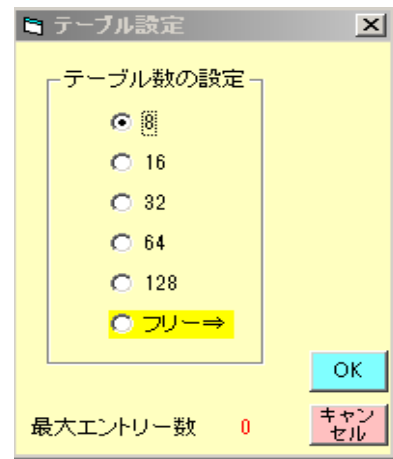 テーブル設定
テーブル数の設定
8
16
32
64
128
フリー⇒
OK
最大エントリー数 0
キャン
セル